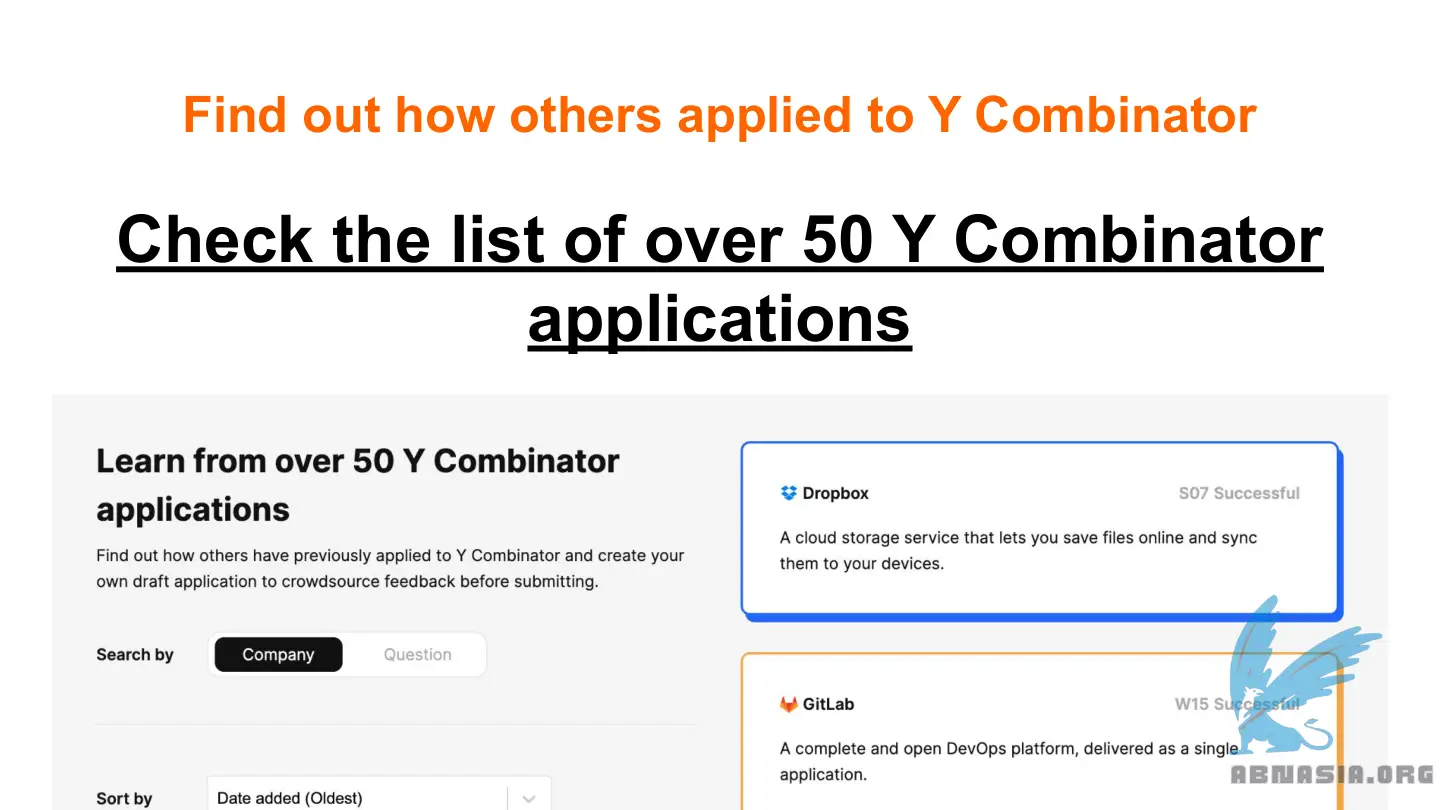 Find out how others applied to Y Combinator
Check the list of over 50 Y Combinator
applications
Learn from over 50 Y Combinator
applications
Find out how others have previously applied to Y Combinator and create your
own draft application to crowdsource feedback before submitting.
Search by
Company
Question
Sort by
Date added (Oldest)
Dropbox
S07 Successful
A cloud storage service that lets you save files online and sync
them to your devices.
GitLab
W15 Successful
A complete and open DevOps platform, delivered as a single
application.
ABNASIA.ORG